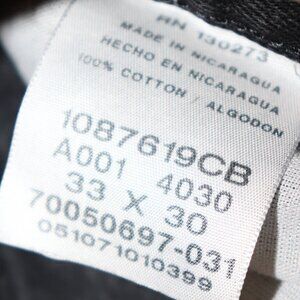 RN 130273
MADE IN NICARAGUA
HECHO EN NICARAGUA
100% COTTON / ALGODON
1087619CB
A001 4030
33 X 30
70050697-031
051071010399